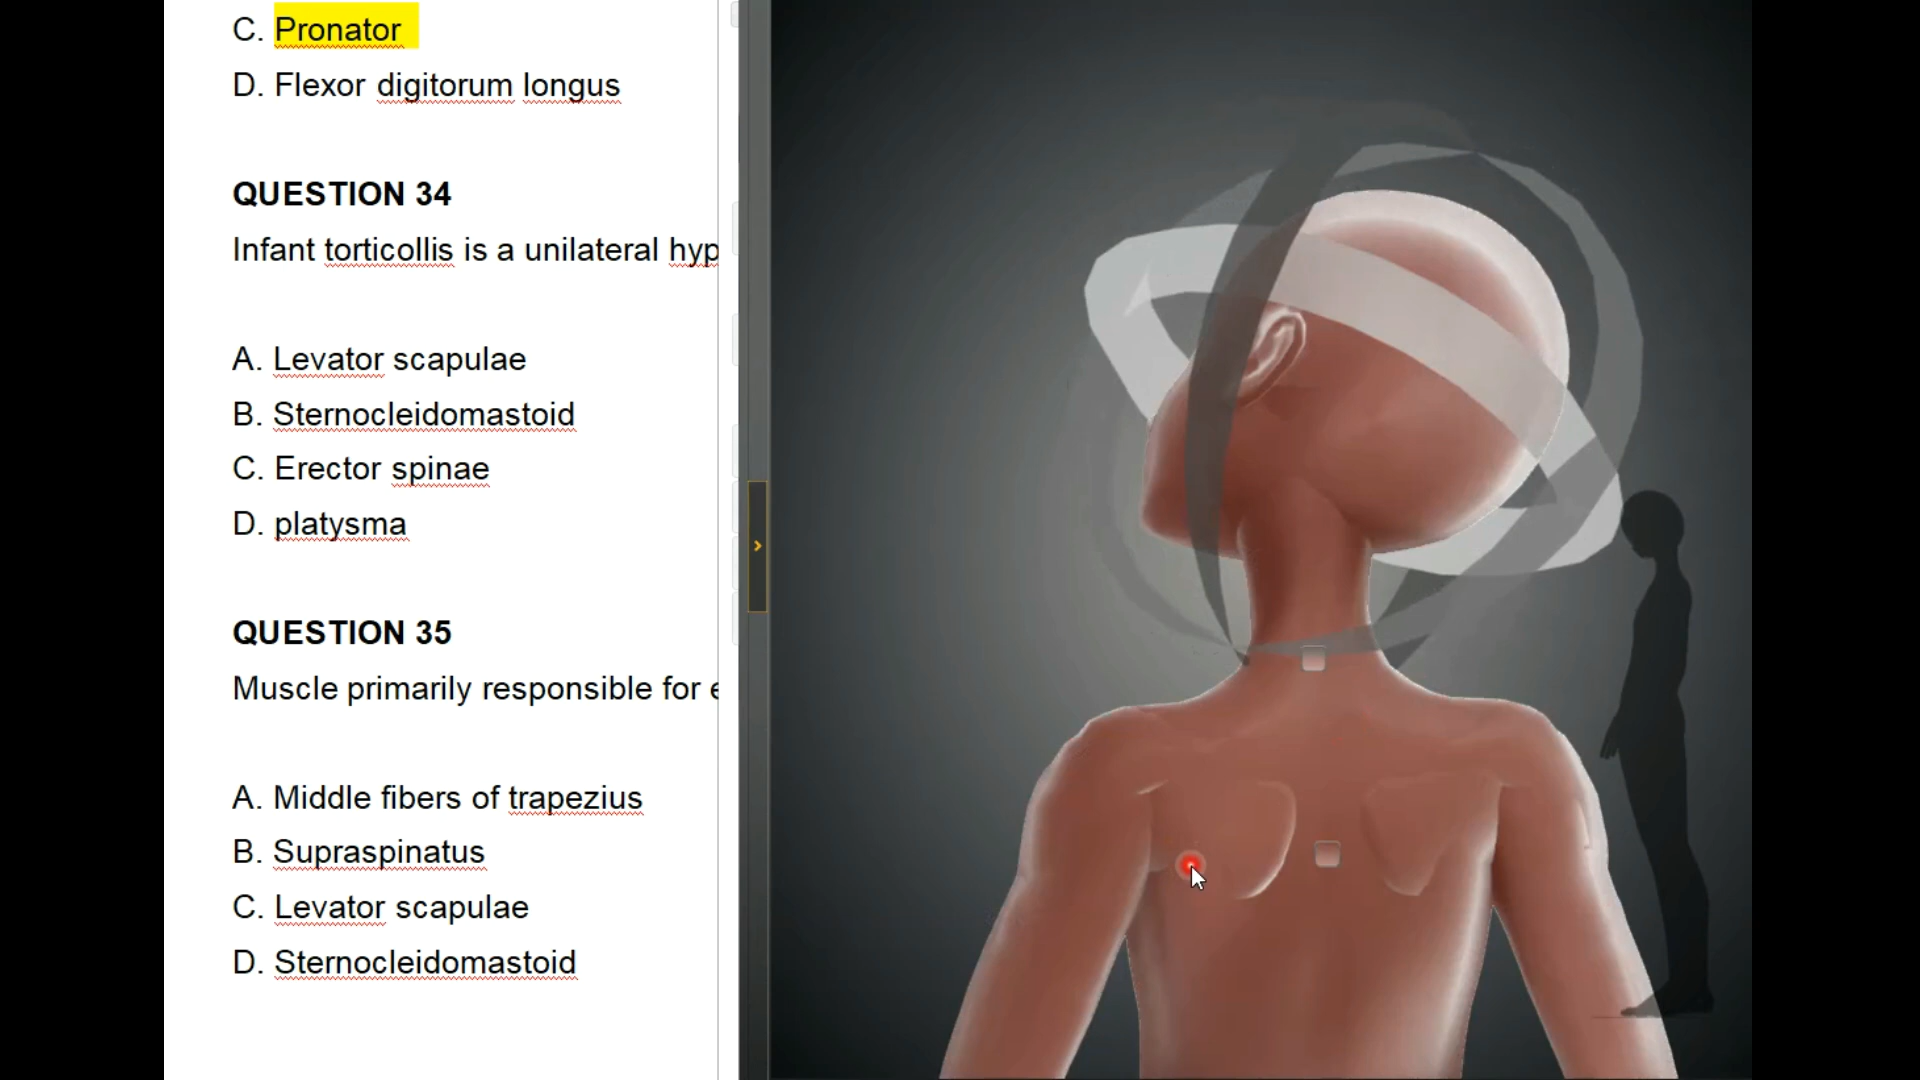 C. Pronator
D. Flexor digitorum longus
QUESTION 34
Infant torticollis is a unilateral hyp
A. Levator scapulae
B. Sternocleidomastoid
C. Erector spinae
D. platysma
QUESTION 35
Muscle primarily responsible for e
A. Middle fibers of trapezius
B. Supraspinatus
C. Levator scapulae
D. Sternocleidomastoid